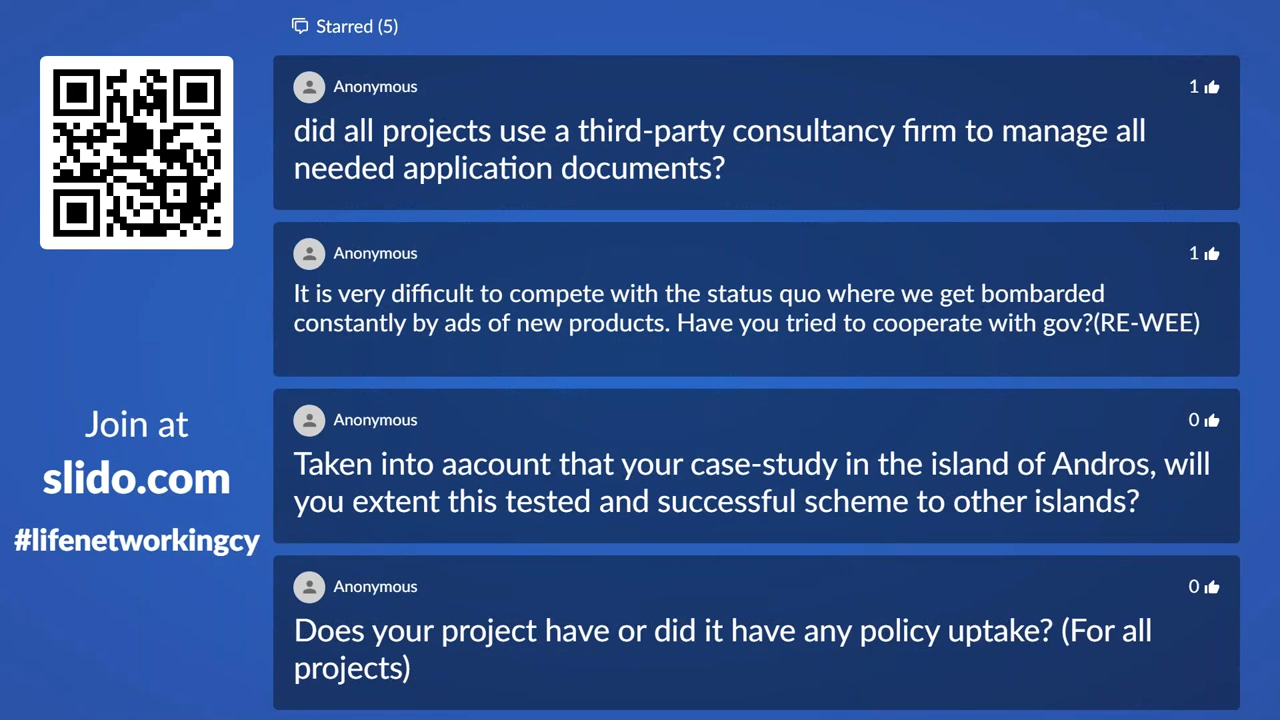 Starred (5)
Anonymous
1
did all projects use a third-party consultancy firm to manage all
needed application documents?
Anonymous
1
It is very difficult to compete with the status quo where we get bombarded
constantly by ads of new products. Have you tried to cooperate with gov?(RE-WEE)
Join at
slido.com
#lifenetworkingcy
Anonymous
0
Taken into aacount that your case-study in the island of Andros, will
you extent this tested and successful scheme to other islands?
Anonymous
0
Does your project have or did it have any policy uptake? (For all
projects)